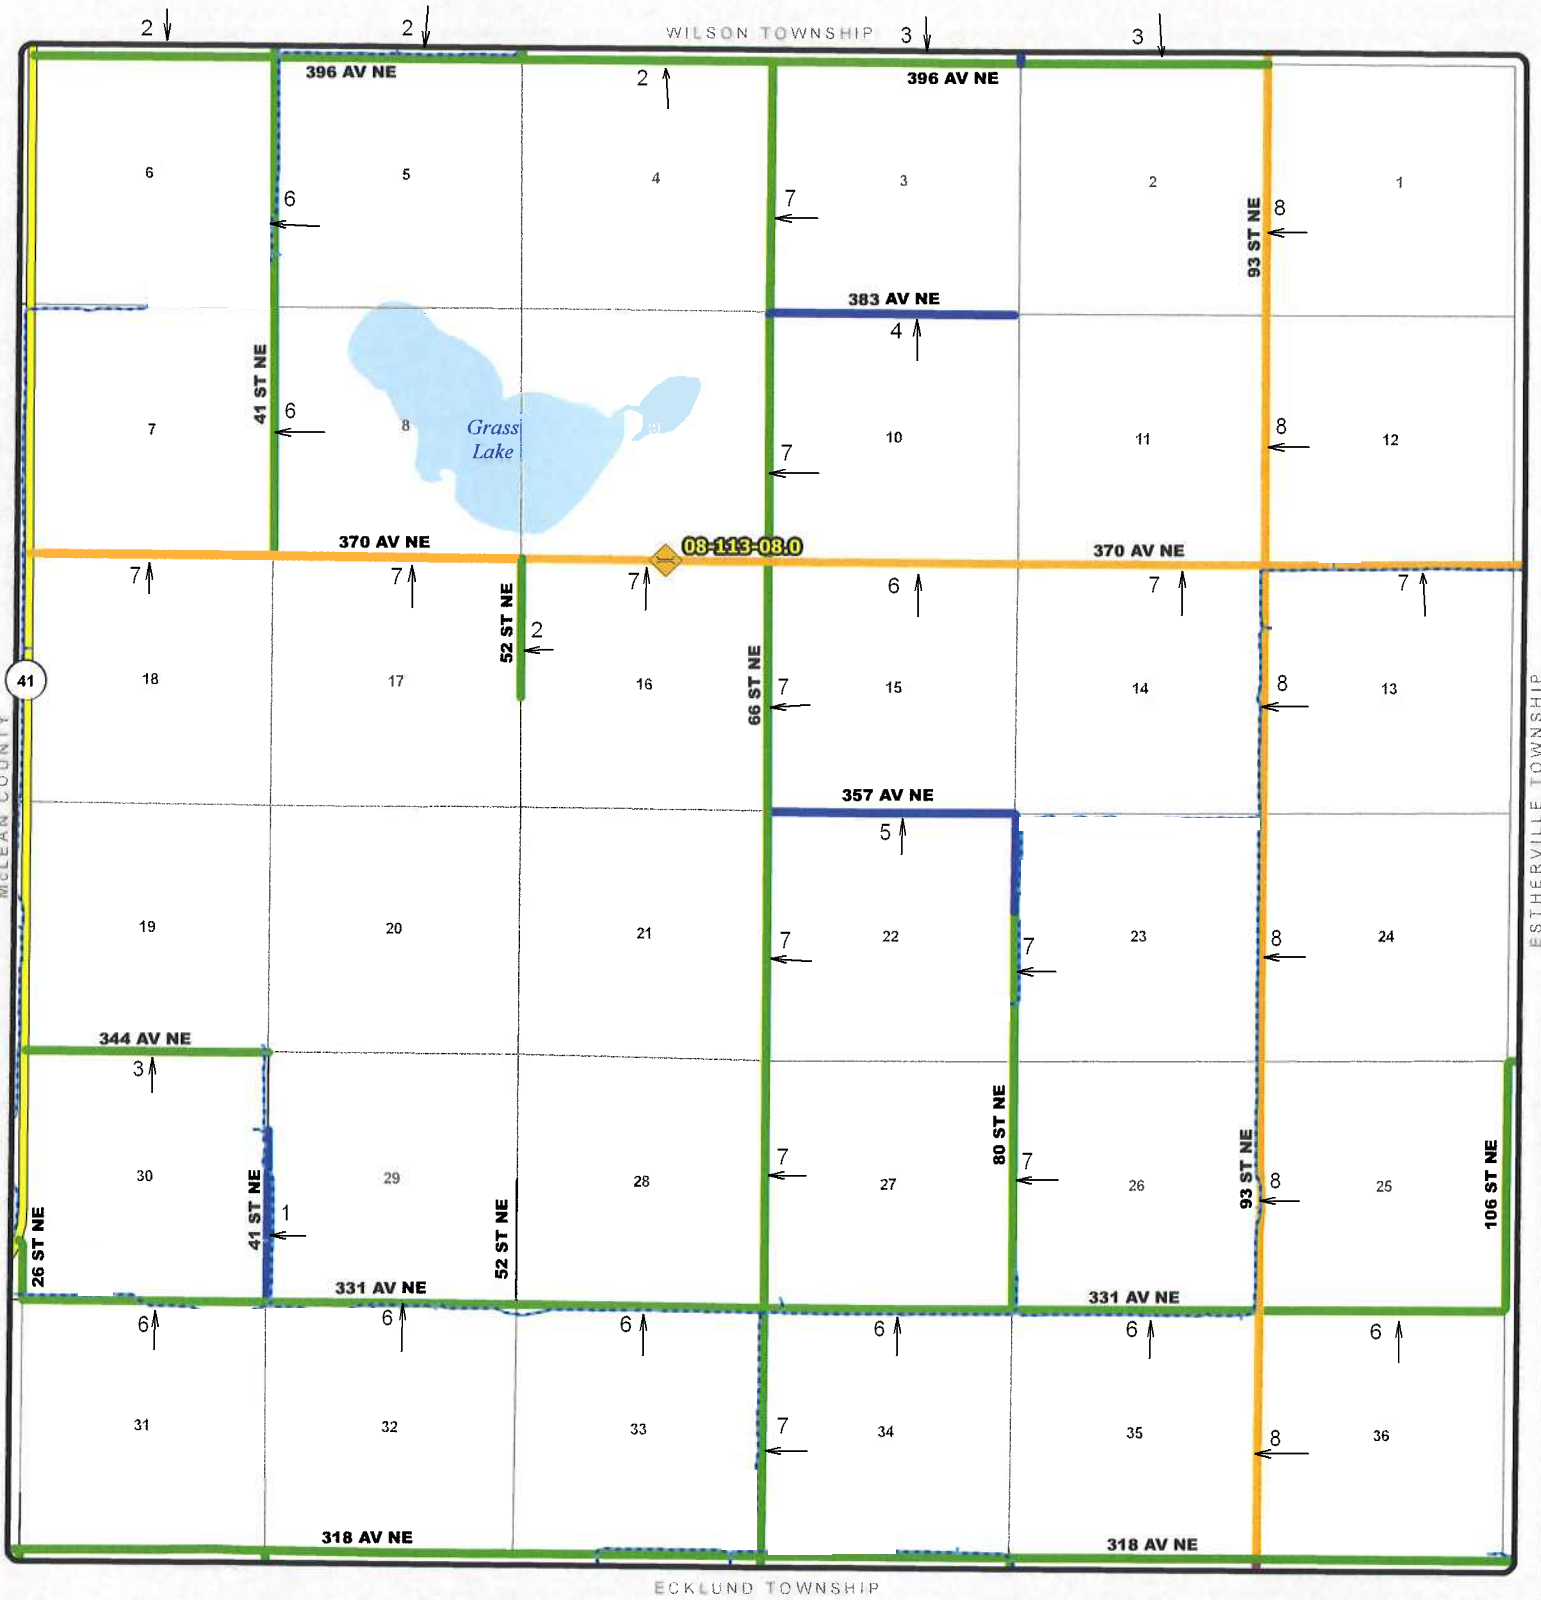 2
2
WILSON TOWNSHIP
3
3
396 AV NE
2
396 AV NE
6
5
4
3
2
1
6
7
93 ST NE
8
383 AV NE
4
41 ST NE
6
7
8
Grass
Lake
10
7
11
8
12
370 AV NE
08-113-08.0
370 AV NE
7
7
7
6
7
7
52 ST NE
2
41
18
17
16
66 ST NE
7
15
14
8
13
McLEAN COUNTY
ESTHERVILLE TOWNSHIP
357 AV NE
5
19
20
21
7
22
7
23
8
24
344 AV NE
3
30
29
28
7
27
80 ST NE
7
26
93 ST NE
8
25
106 ST NE
26 ST NE
41 ST NE
1
52 ST NE
331 AV NE
331 AV NE
6
6
6
6
6
6
31
32
33
7
34
35
8
36
318 AV NE
318 AV NE
ECKLUND TOWNSHIP